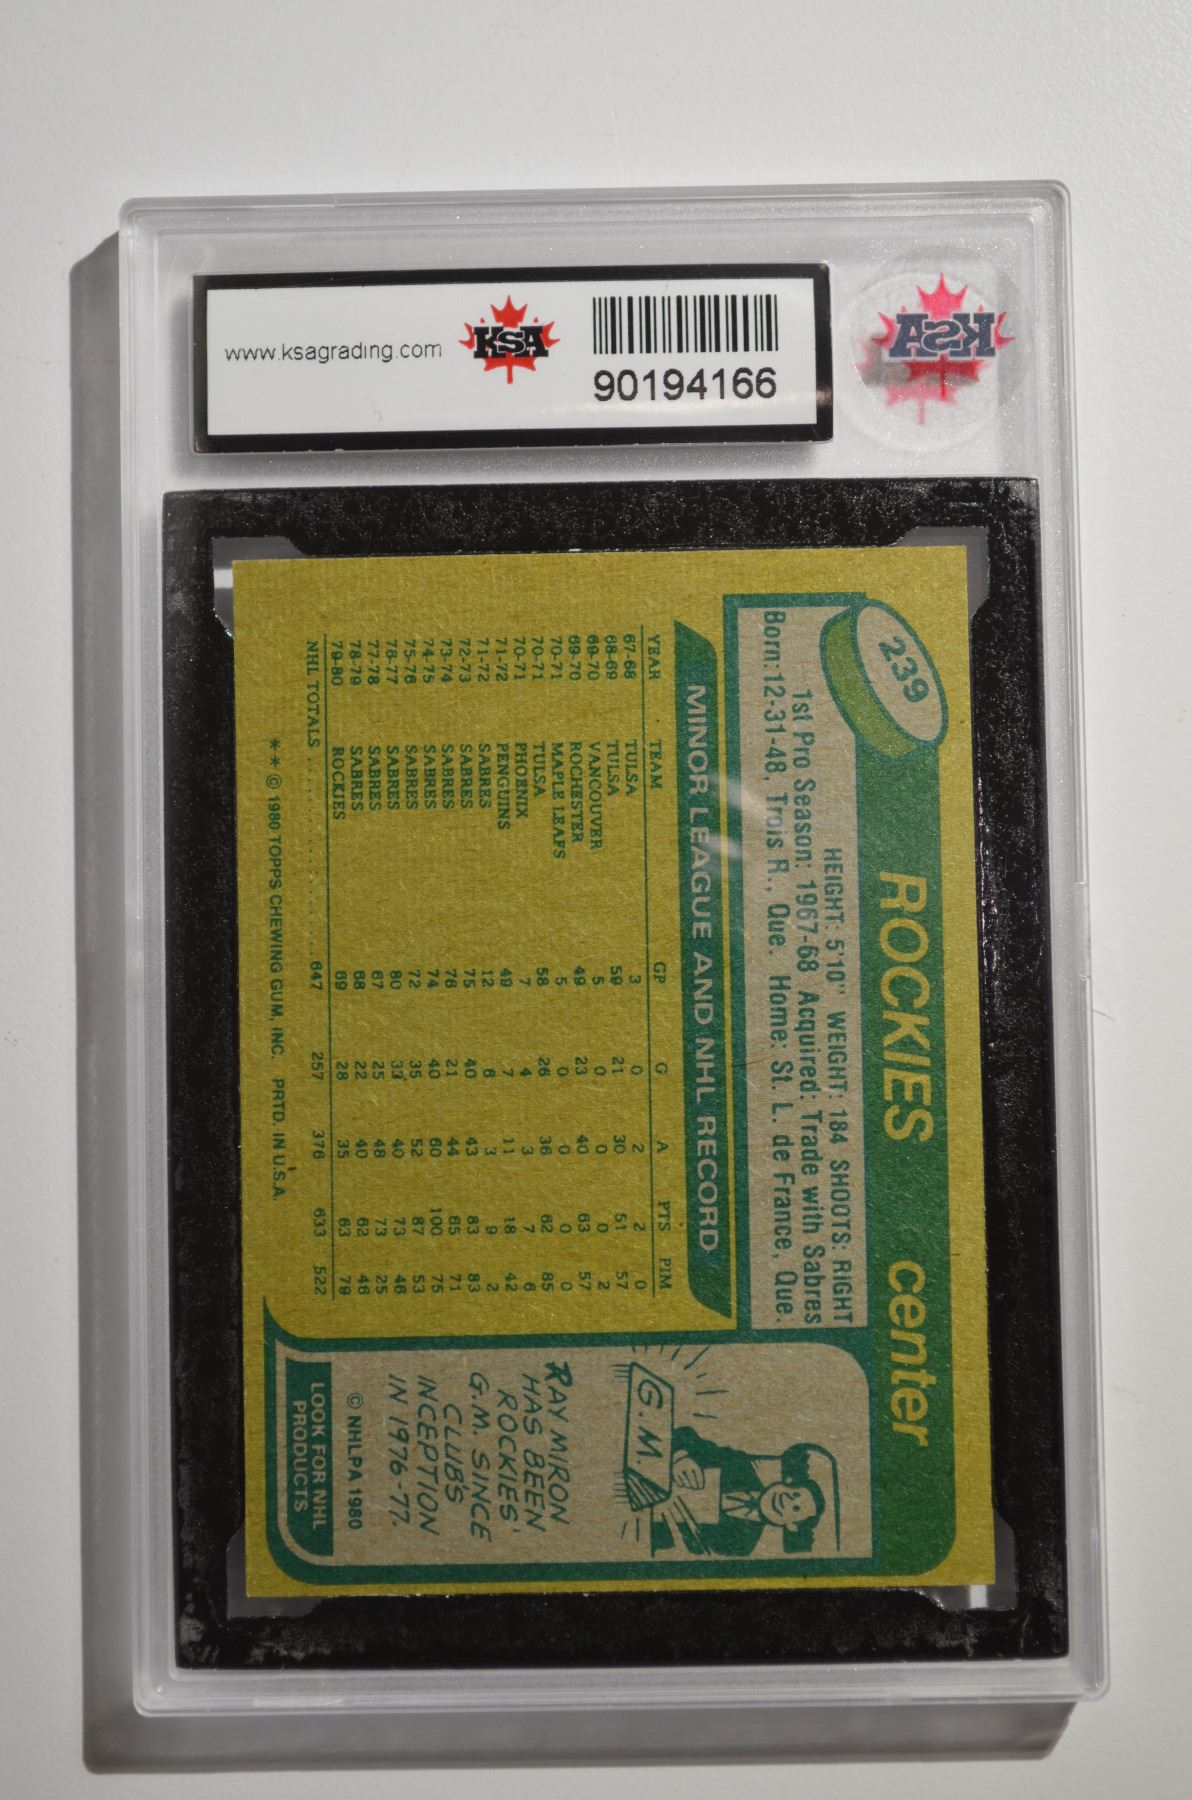 www.ksagrading.com
KSA
90194166
KSA
239
ROCKIES center
HEIGHT: 5'10" WEIGHT: 184 SHOOTS: RIGHT
1st Pro Season: 1967-68 Acquired: Trade with Sabres
Born: 12-31-48, Trois R., Que. Home: St. L. de France, Que.
MINOR LEAGUE AND NHL RECORD
YEAR TEAM GP G A PTS PIM
67-68 TULSA 3 0 2 2 0
68-69 TULSA 59 21 30 51 57
69-70 VANCOUVER 5 0 0 0 2
69-70 ROCHESTER 49 23 40 63 57
70-71 MAPLE LEAFS 5 0 0 0 0
70-71 TULSA 58 26 36 62 85
70-71 PHOENIX 7 4 3 7 6
71-72 PENGUINS 49 7 11 18 42
71-72 SABRES 12 6 3 9 2
72-73 SABRES 75 40 43 83 83
73-74 SABRES 76 21 44 65 71
74-75 SABRES 74 40 60 100 75
75-76 SABRES 72 35 52 87 53
76-77 SABRES 80 33 40 73 46
77-78 SABRES 67 25 48 73 25
78-79 SABRES 68 22 40 62 46
79-80 ROCKIES 69 28 35 63 79
NHL TOTALS .................. 647 257 376 633 522
* * © 1980 TOPPS CHEWING GUM, INC. PRTD. IN U.S.A.
G.M.
RAY MIRON
HAS BEEN
ROCKIES'
G.M. SINCE
CLUB'S
INCEPTION
IN 1976-77.
© NHLPA 1980
LOOK FOR NHL
PRODUCTS